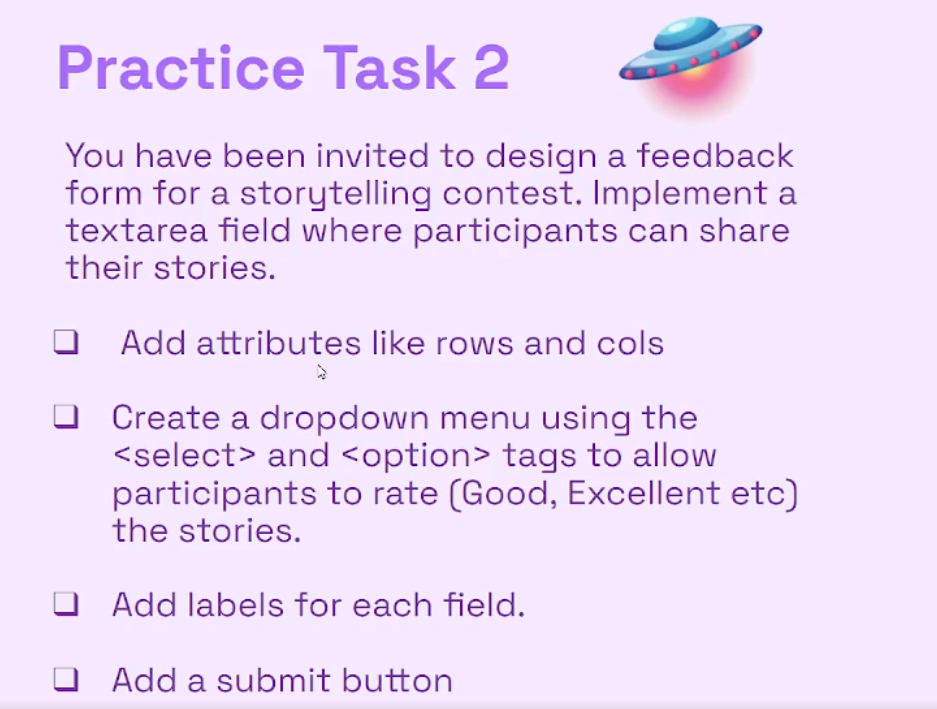 Practice Task 2
You have been invited to design a feedback
form for a storytelling contest. Implement a
textarea field where participants can share
their stories.
❏ Add attributes like rows and cols
❏ Create a dropdown menu using the
<select> and <option> tags to allow
participants to rate (Good, Excellent etc)
the stories.
❏ Add labels for each field.
❏ Add a submit button